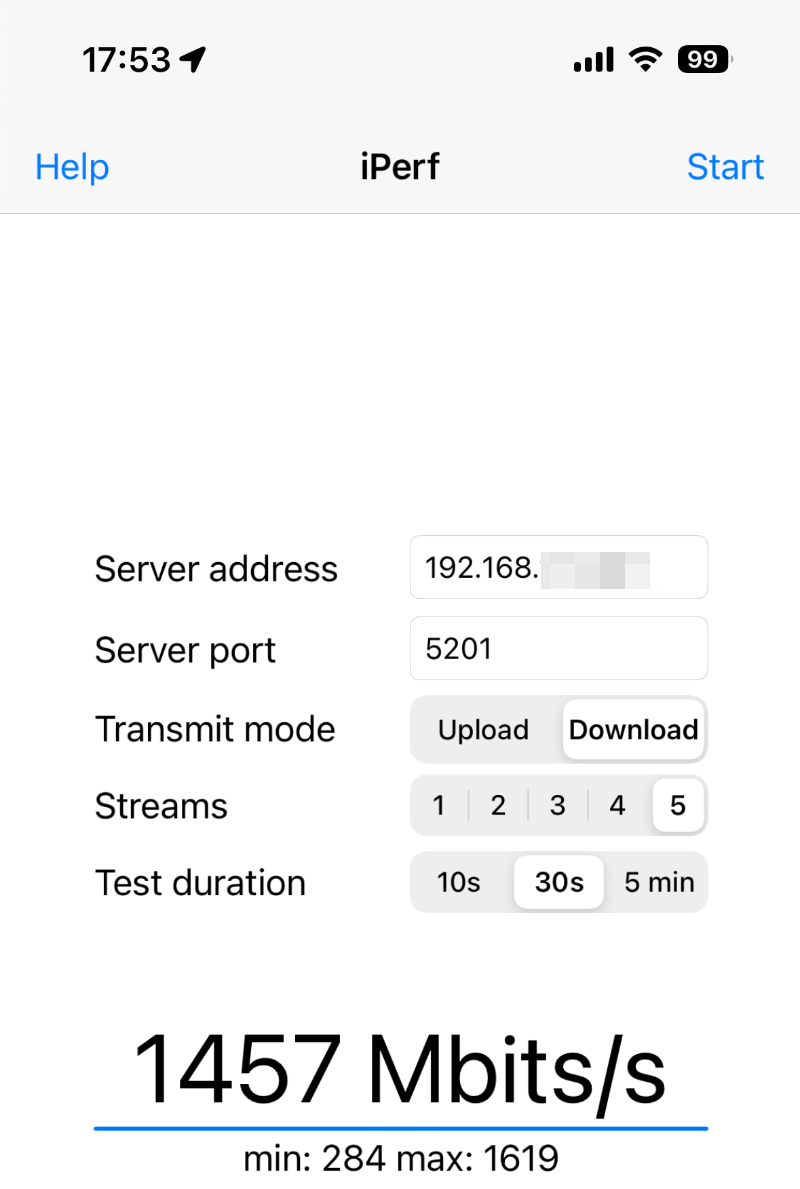 17:53 99
Help iPerf Start
Server address 192.168.
Server port 5201
Transmit mode Upload Download
Streams 1 2 3 4 5
Test duration 10s 30s 5 min
1457 Mbits/s
min: 284 max: 1619